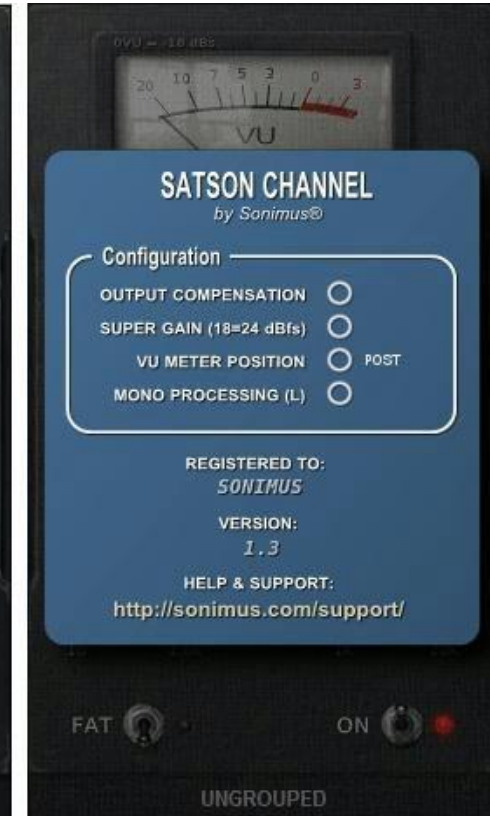 0VU = -18 dBs
20 10 7 5 3 0 3
VU
SATSON CHANNEL
by Sonimus®
Configuration
OUTPUT COMPENSATION
SUPER GAIN (18=24 dBfs)
VU METER POSITION POST
MONO PROCESSING (L)
REGISTERED TO:
SONIMUS
VERSION:
1.3
HELP & SUPPORT:
http://sonimus.com/support/
FAT ON
UNGROUPED